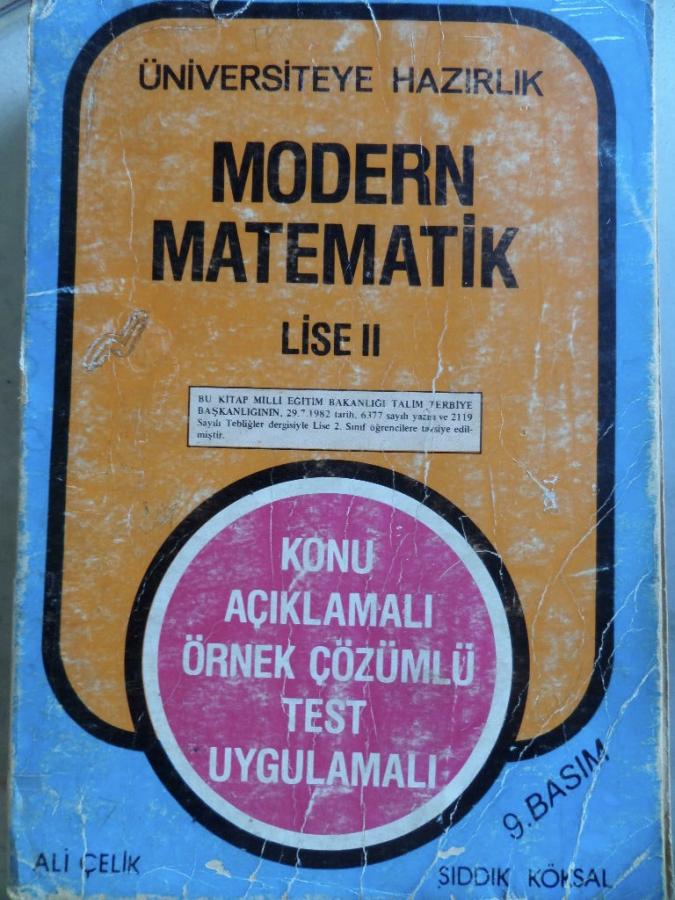 ÜNİVERSİTEYE HAZIRLIK
MODERN
MATEMATİK
LİSE II
BU KİTAP MİLLİ EĞİTİM BAKANLIĞI TALİM TERBİYE
BAŞKANLIĞININ, 29.7.1982 tarih, 6377 sayılı yazısı ve 2119
Sayılı Tebliğler dergisiyle Lise 2. Sınıf öğrencilere tavsiye edil-
miştir.
KONU
AÇIKLAMALI
ÖRNEK ÇÖZÜMLÜ
TEST
UYGULAMALI
9.BASIM
ALİ ÇELİK
SIDDIK KÖKSAL